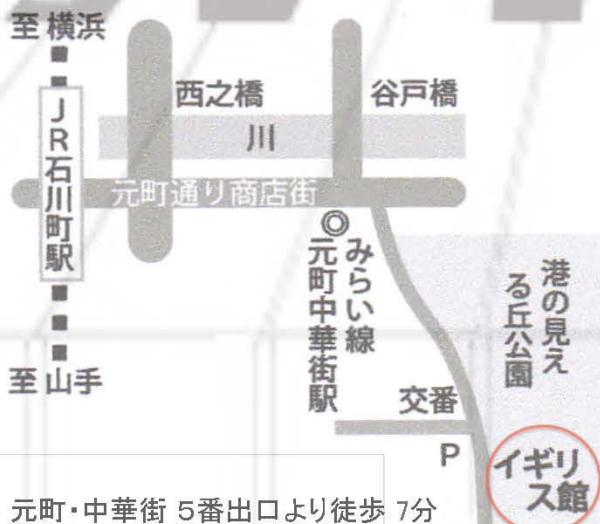 至 横浜
JR石川町駅
至 山手
西之橋
谷戸橋
川
元町通り商店街
みらい線
元町中華街駅
港の見え
る丘公園
交番
P
イギリ
ス館
元町・中華街 5番出口より徒歩 7分